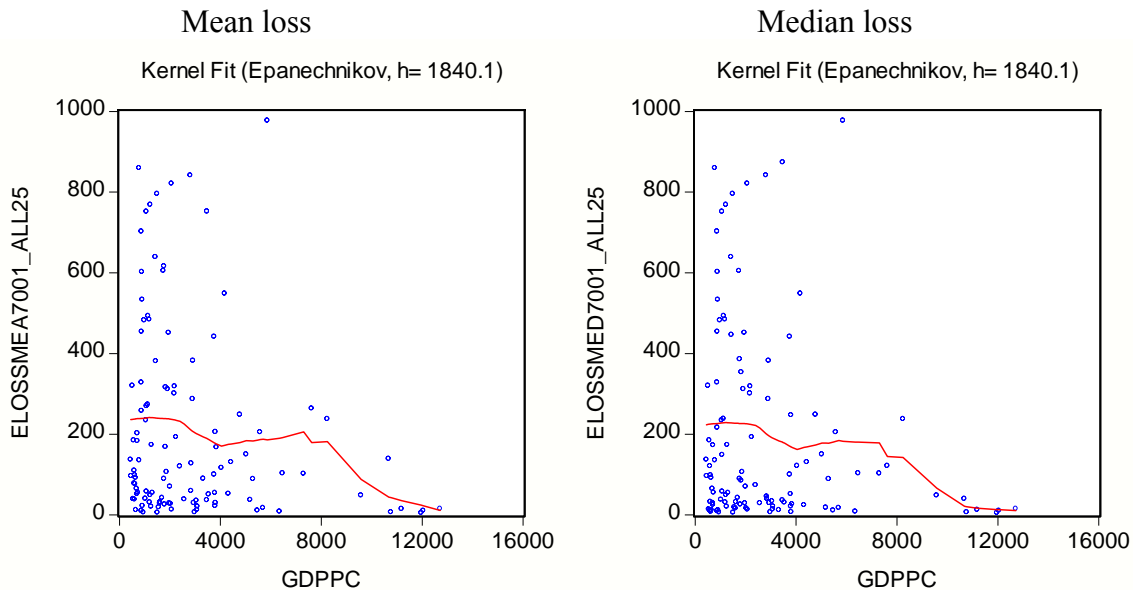 Mean loss
Kernel Fit (Epanechnikov, h= 1840.1)
1000
800
600
400
200
0
ELOSSMEA7001_ALL25
0 4000 8000 12000 16000
GDPPC
Median loss
Kernel Fit (Epanechnikov, h= 1840.1)
1000
800
600
400
200
0
ELOSSMED7001_ALL25
0 4000 8000 12000 16000
GDPPC